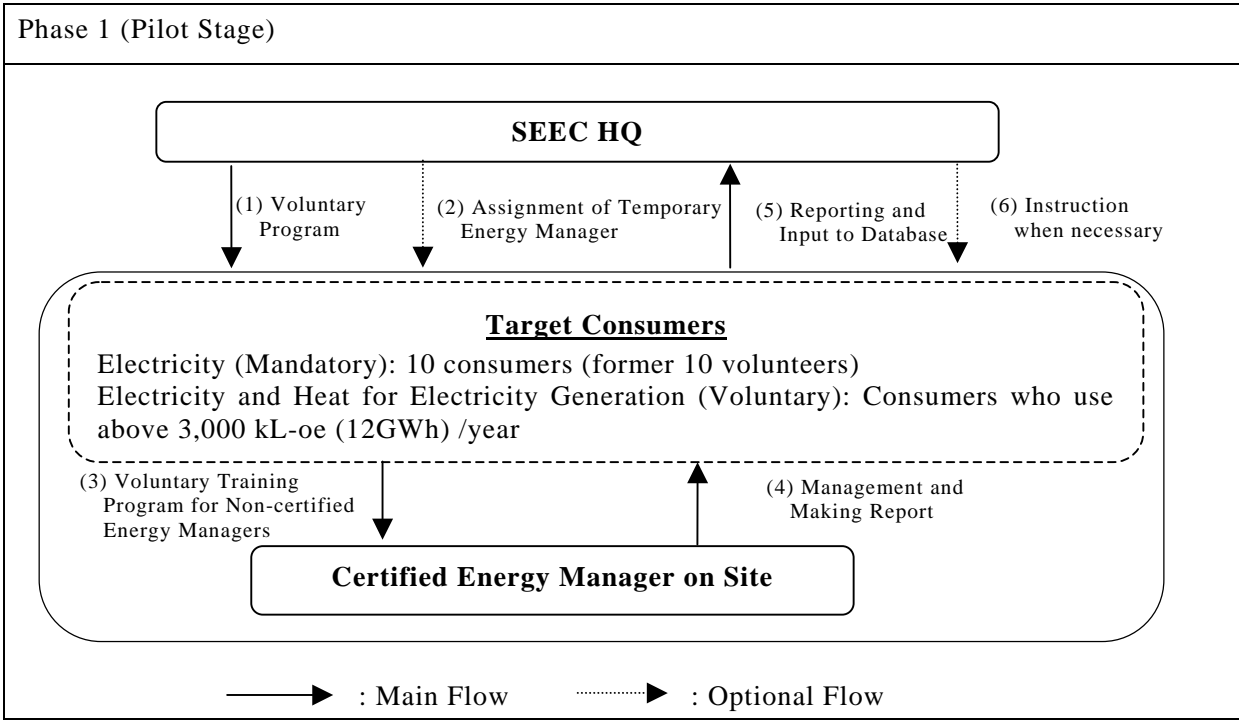 Phase 1 (Pilot Stage)
SEEC HQ
(1) Voluntary
Program
(2) Assignment of Temporary
Energy Manager
(5) Reporting and
Input to Database
(6) Instruction
when necessary
Target Consumers
Electricity (Mandatory): 10 consumers (former 10 volunteers)
Electricity and Heat for Electricity Generation (Voluntary): Consumers who use
above 3,000 kL-oe (12GWh) /year
(3) Voluntary Training
Program for Non-certified
Energy Managers
(4) Management and
Making Report
Certified Energy Manager on Site
: Main Flow
: Optional Flow